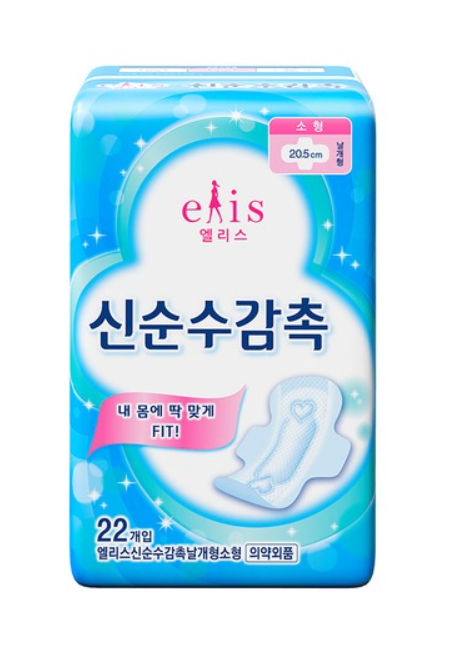 소형
20.5cm
날개형
elis
엘리스
신순수감촉
내 몸에 딱 맞게
FIT!
22개입
엘리스신순수감촉날개형소형 의약외품